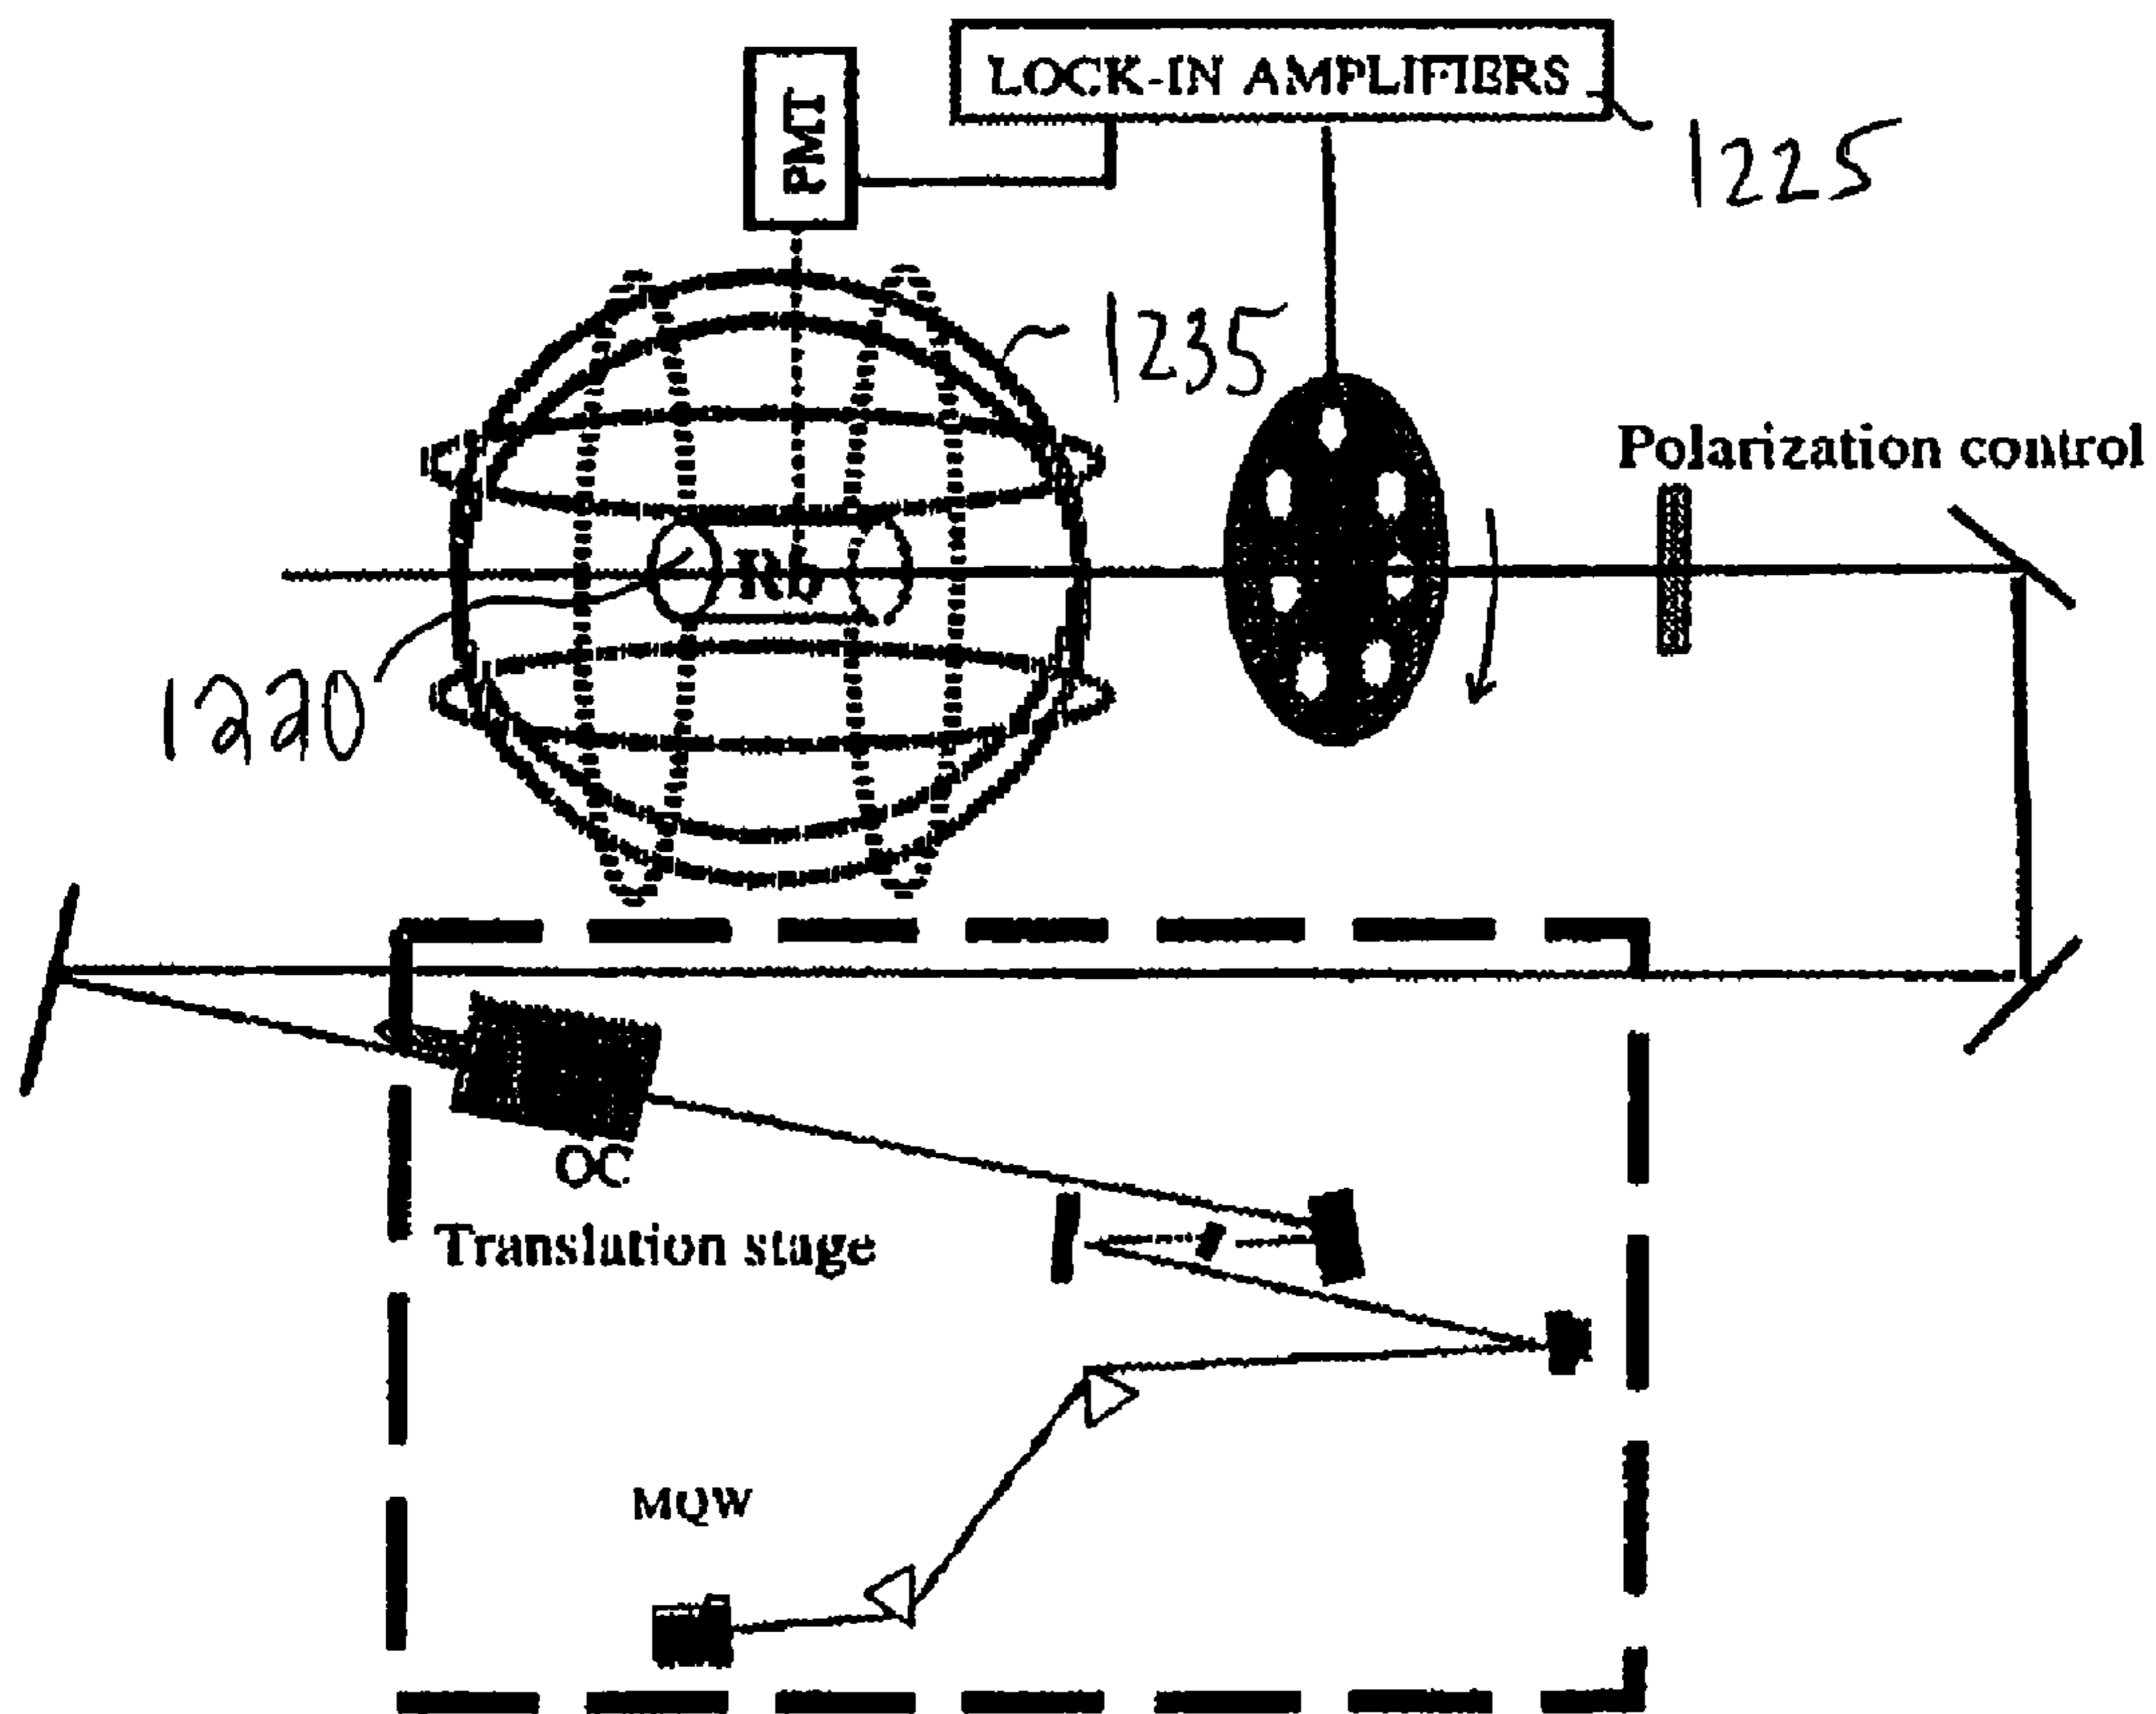 LOCK-IN AMPLIFIERS
PMT
1225
1235
Polarization control
Rb
1220
OC
Translation stage
MQW